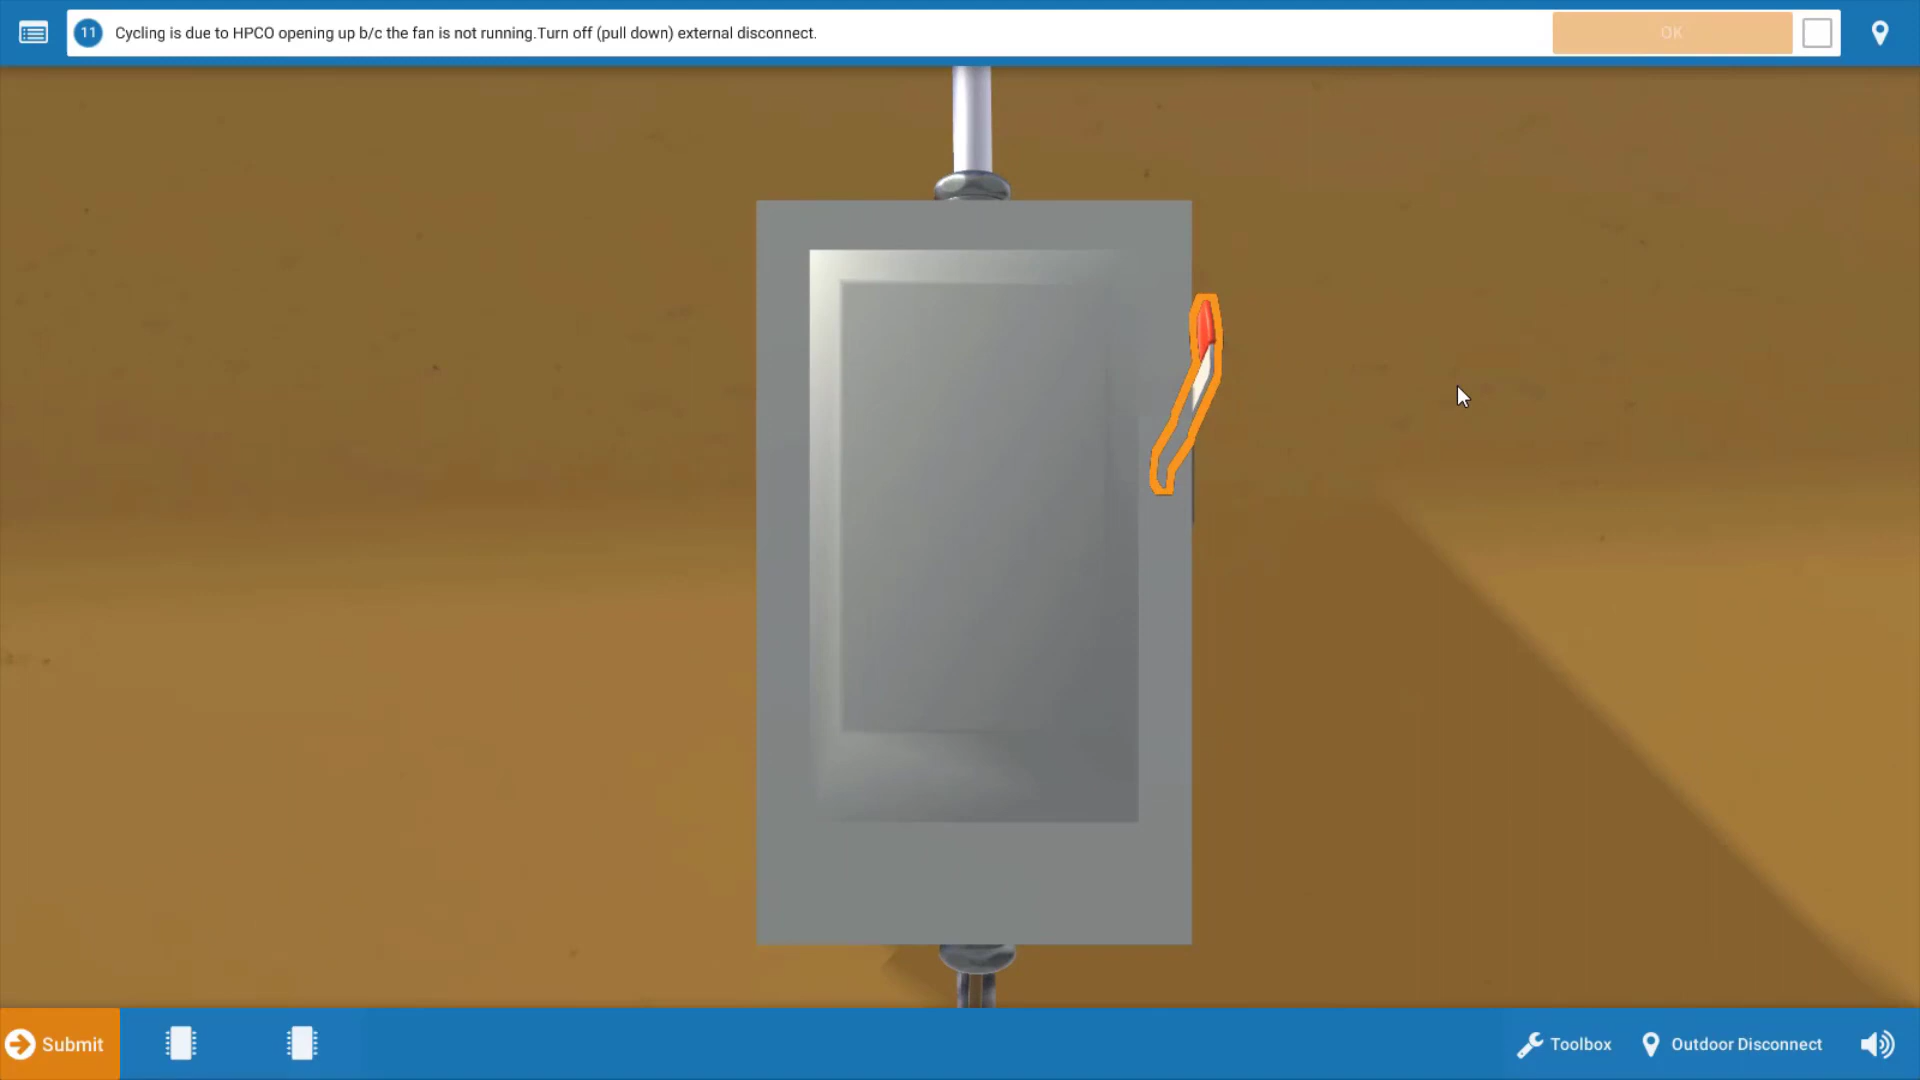 11 Cycling is due to HPCO opening up b/c the fan is not running.Turn off (pull down) external disconnect.
OK
Submit
Toolbox
Outdoor Disconnect